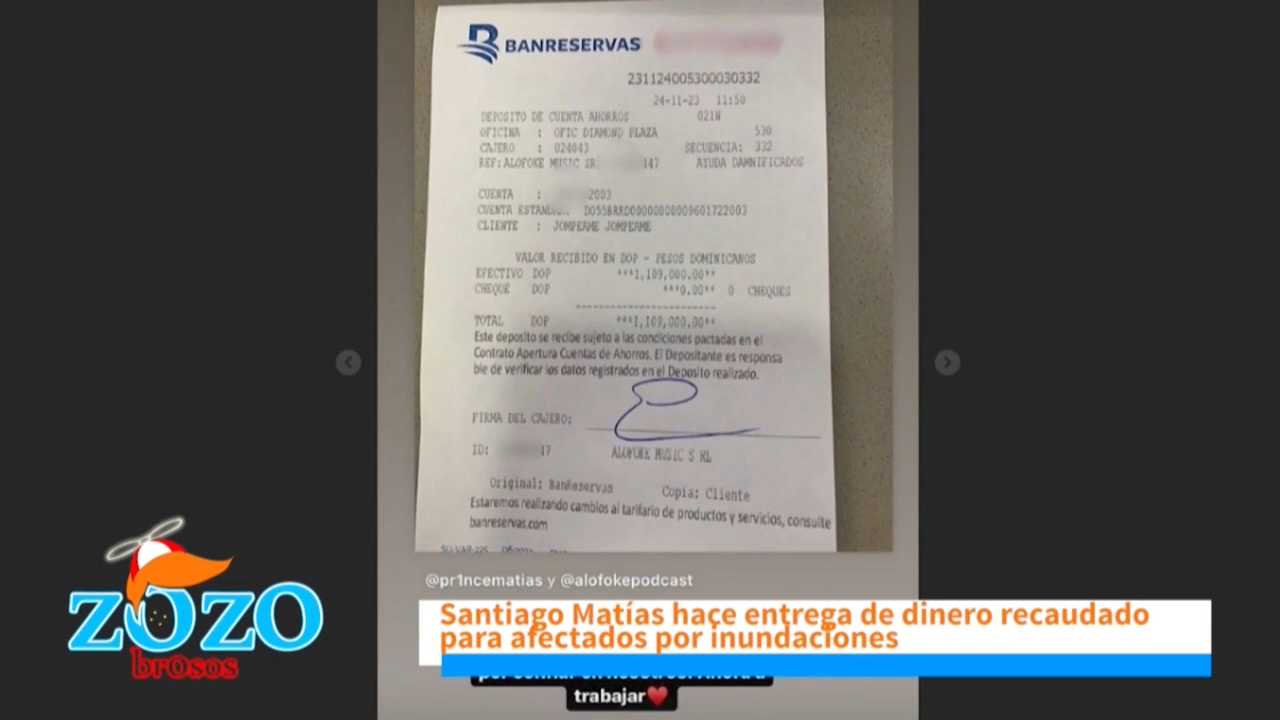 BANRESERVAS
231124005300030332
24-11-23 11:50
DEPOSITO DE CUENTA AHORROS 021W
OFICINA : OFIC DIAMOND PLAZA 530
CAJERO : U24043 SECUENCIA: 332
REF:ALOFOKE MUSIC SR 147 AYUDA DAMNIFICADOS
CUENTA : 2003
CUENTA DO55BRRD00000000009601722003
CLIENTE : JOMPEAME JOMPEAME
VALOR RECIBIDO EN DOP - PESOS DOMINICANOS
EFECTIVO DOP ***1,109,000.00**
CHEQUE DOP ***0.00** 0 CHEQUES
TOTAL DOP ***1,109,000.00**
Este deposito se recibe sujeto a las condiciones pactadas en el
Contrato Apertura Cuentas de Ahorros. El Depositante es responsa
ble de verificar los datos registrados en el Deposito realizado.
FIRMA DEL CAJERO:
ID: 17 ALOFOKE MUSIC S RL
Original: BanReservas Copia: Cliente
Estaremos realizando cambios al tarifario de productos y servicios, consulte
banreservas.com
@pr1ncematias y @alofokepodcast
Santiago Matías hace entrega de dinero recaudado
para afectados por inundaciones
trabajar❤️
ZOZO
brosos